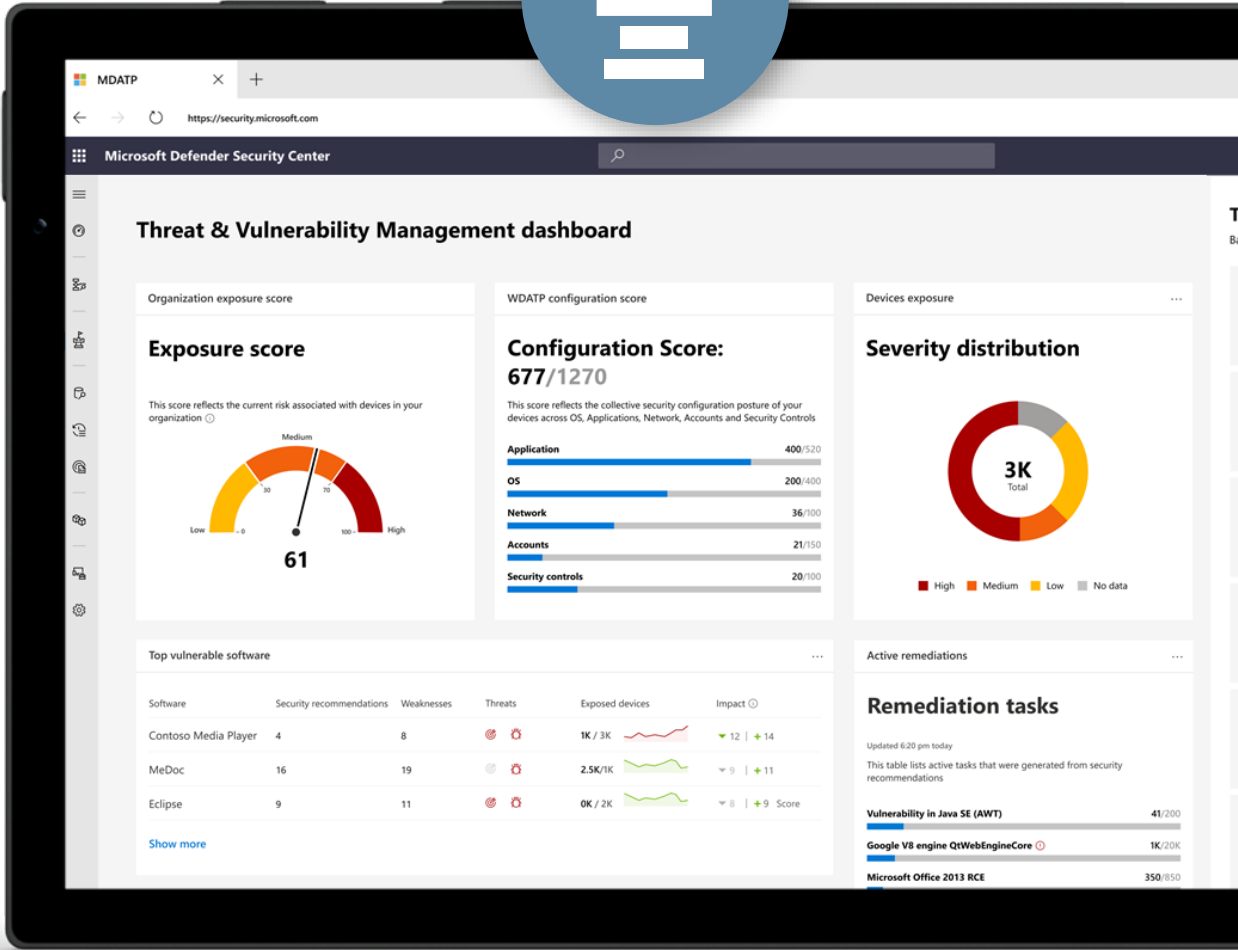 MDATP
https://security.microsoft.com
Microsoft Defender Security Center
Threat & Vulnerability Management dashboard
Organization exposure score
Exposure score
This score reflects the current risk associated with devices in your
organization
Medium
30
70
Low
0
100
High
61
WDATP configuration score
Configuration Score:
677/1270
This score reflects the collective security configuration posture of your
devices across OS, Applications, Network, Accounts and Security Controls
Application 400/520
OS 200/400
Network 36/100
Accounts 21/150
Security controls 20/100
Devices exposure
Severity distribution
3K
Total
High Medium Low No data
Top vulnerable software
Software Security recommendations Weaknesses Threats Exposed devices Impact
Contoso Media Player 4 8 1K / 3K 12 | + 14
MeDoc 16 19 2.5K/1K 9 | + 11
Eclipse 9 11 0K / 2K 8 | + 9 Score
Show more
Active remediations
Remediation tasks
Updated 6:20 pm today
This table lists active tasks that were generated from security
recommendations
Vulnerability in Java SE (AWT) 41/200
Google V8 engine QtWebEngineCore 1K/20K
Microsoft Office 2013 RCE 350/850